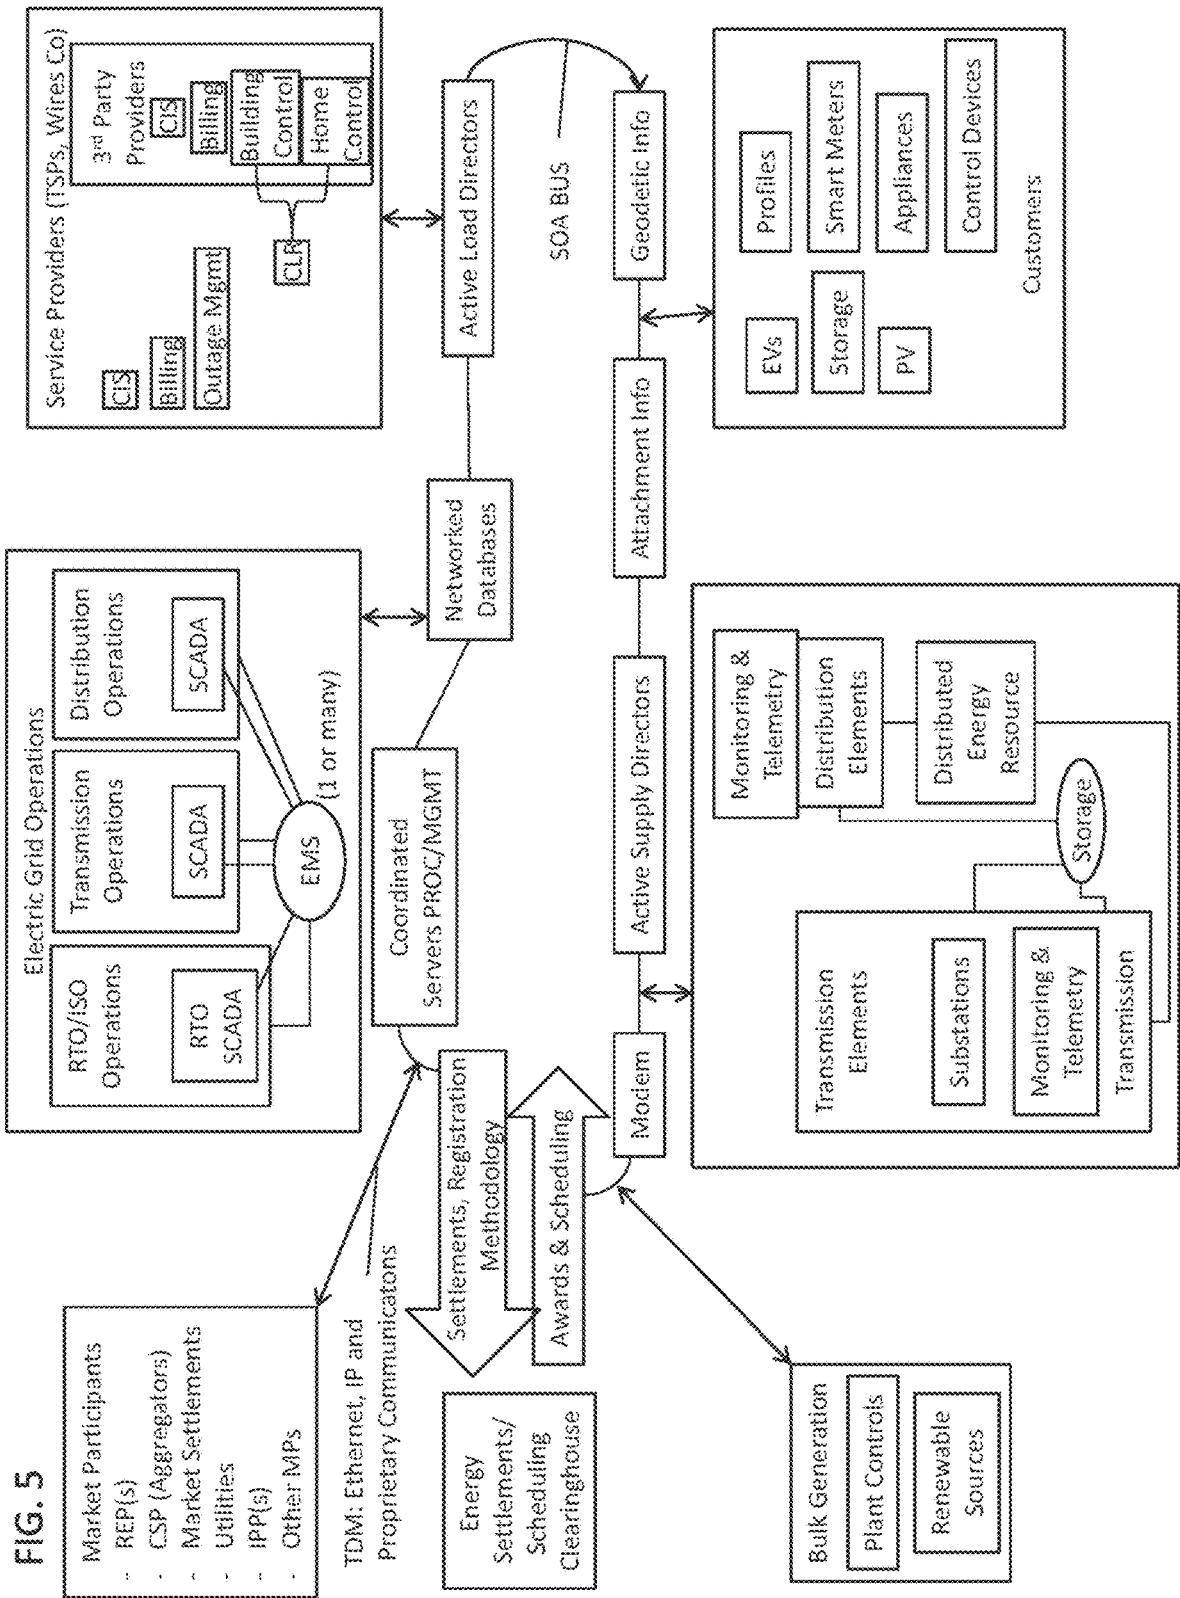 FIG. 5
Market Participants
- REP(s)
- CSP (Aggregators)
- Market Settlements
- Utilities
- IPP(s)
- Other MPs
TDM: Ethernet, IP and
Proprietary Communicatons
Energy
Settlements/
Scheduling
Clearinghouse
Bulk Generation
Plant Controls
Renewable
Sources
Electric Grid Operations
RTO/ISO
Operations
RTO
SCADA
Transmission
Operations
SCADA
Distribution
Operations
SCADA
EMS
(1 or many)
Service Providers (TSPs, Wires Co)
CIS
Billing
Outage Mgmt
3rd Party
Providers
CIS
Billing
Building
Control
Home
Control
CLR
Settlements, Registration
Methodology
Awards & Scheduling
Coordinated
Servers PROC/MGMT
Networked
Databases
Active Load Directors
SOA BUS
Modem
Active Supply Directors
Attachment Info
Geodetic Info
Transmission
Elements
Substations
Monitoring &
Telemetry
Transmission
Storage
Monitoring &
Telemetry
Distribution
Elements
Distributed
Energy
Resource
EVs
Storage
PV
Profiles
Smart Meters
Appliances
Control Devices
Customers